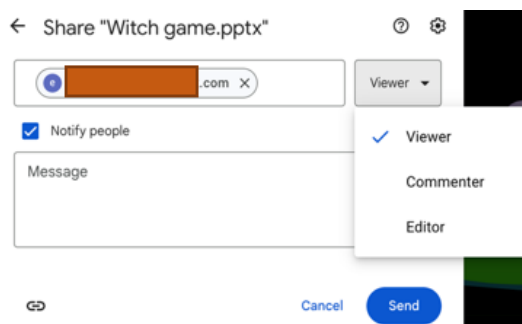 Share "Witch game.pptx"
e .com
Viewer
Notify people
Viewer
Message
Commenter
Editor
Cancel
Send